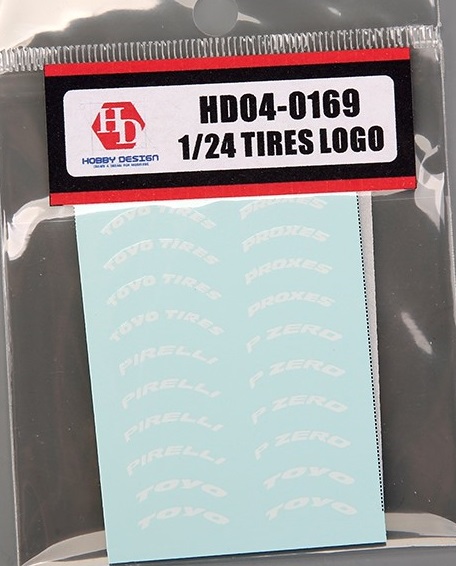 HD04-0169
1/24 TIRES LOGO
HD
HOBBY DESIGN
TOYO TIRES
PROXES
TOYO TIRES
PROXES
TOYO TIRES
PROXES
TOYO TIRES
PROXES
PIRELLI
P ZERO
PIRELLI
P ZERO
PIRELLI
P ZERO
PIRELLI
P ZERO
TOYO
TOYO
TOYO
TOYO